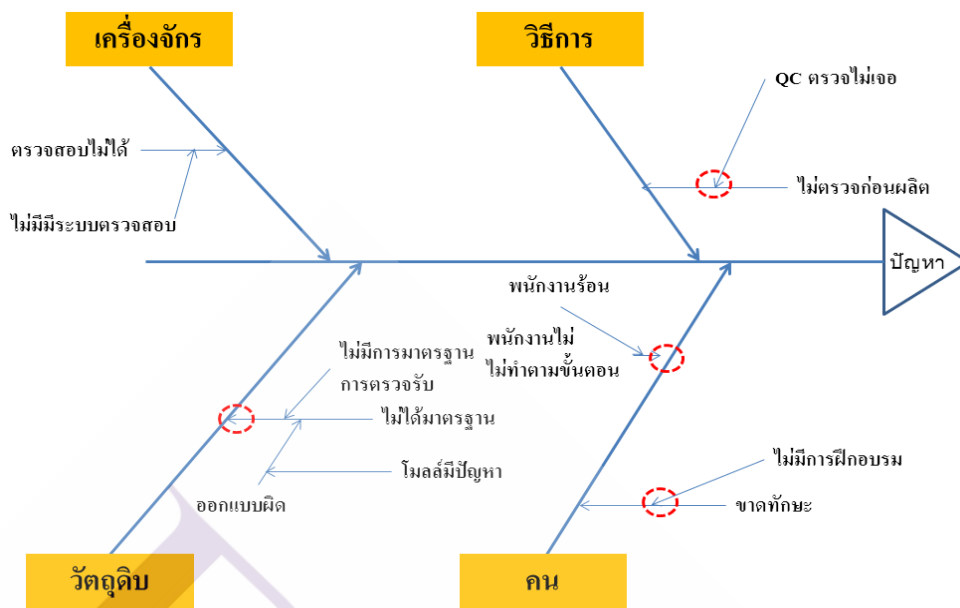 เครื่องจักร
วิธีการ
QC ตรวจไม่เจอ
ตรวจสอบไม่ได้
ไม่ตรวจก่อนผลิต
ไม่มีมีระบบตรวจสอบ
ปัญหา
พนักงานร้อน
พนักงานไม่
ไม่ทำตามขั้นตอน
ไม่มีการมาตรฐาน
การตรวจรับ
ไม่ได้มาตรฐาน
โมลล์มีปัญหา
ออกแบบผิด
ไม่มีการฝึกอบรม
ขาดทักษะ
วัตถุดิบ
คน